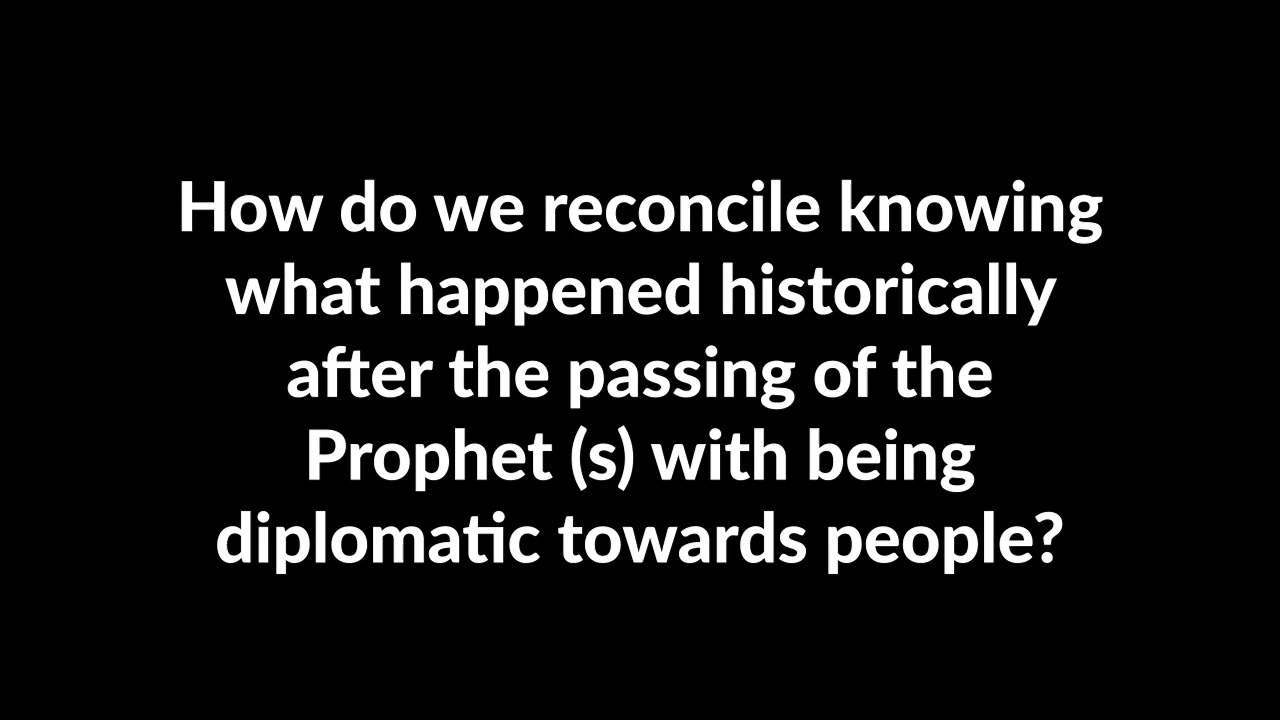 How do we reconcile knowing
what happened historically
after the passing of the
Prophet (s) with being
diplomatic towards people?